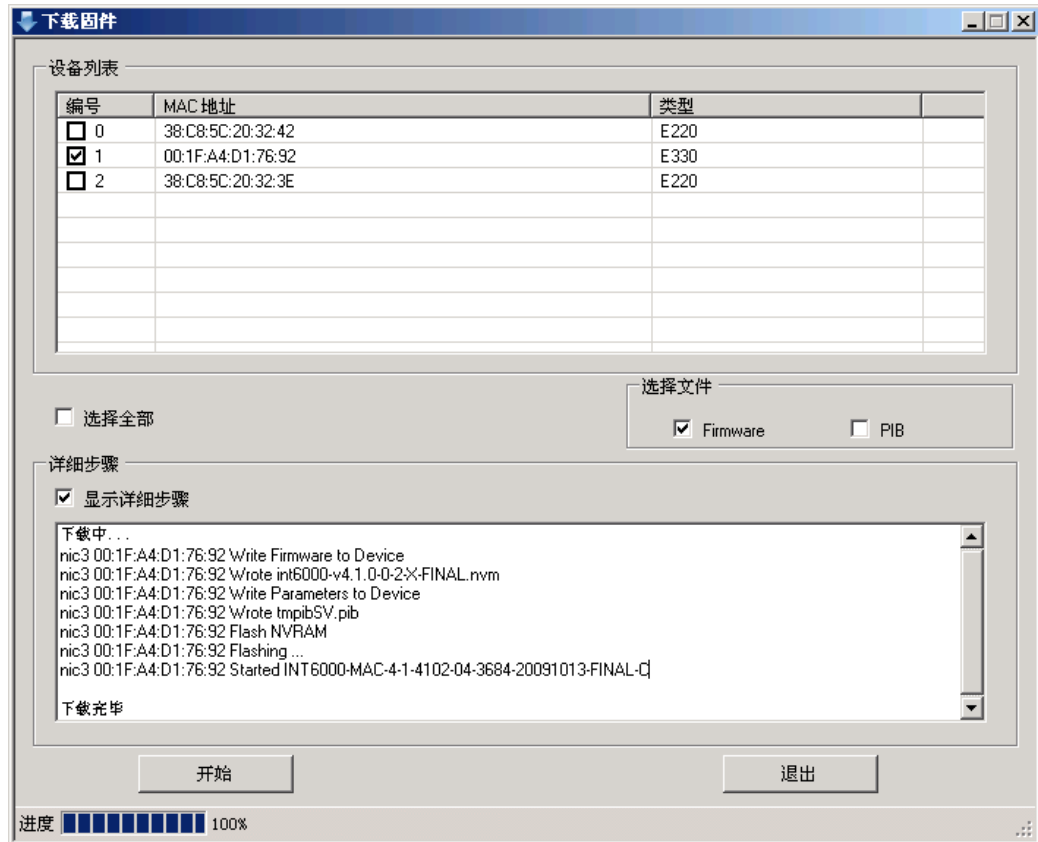 下载固件
设备列表
编号 MAC地址 类型
0 38:C8:5C:20:32:42 E220
1 00:1F:A4:D1:76:92 E330
2 38:C8:5C:20:32:3E E220
选择文件
选择全部 Firmware PIB
详细步骤
显示详细步骤
下载中...
nic3 00:1F:A4:D1:76:92 Write Firmware to Device
nic3 00:1F:A4:D1:76:92 Wrote int6000-v4.1.0-0-2-X-FINAL.nvm
nic3 00:1F:A4:D1:76:92 Write Parameters to Device
nic3 00:1F:A4:D1:76:92 Wrote tmpibSV.pib
nic3 00:1F:A4:D1:76:92 Flash NVRAM
nic3 00:1F:A4:D1:76:92 Flashing ...
nic3 00:1F:A4:D1:76:92 Started INT6000-MAC-4-1-4102-04-3684-20091013-FINAL-C
下载完毕
开始 退出
进度 100%